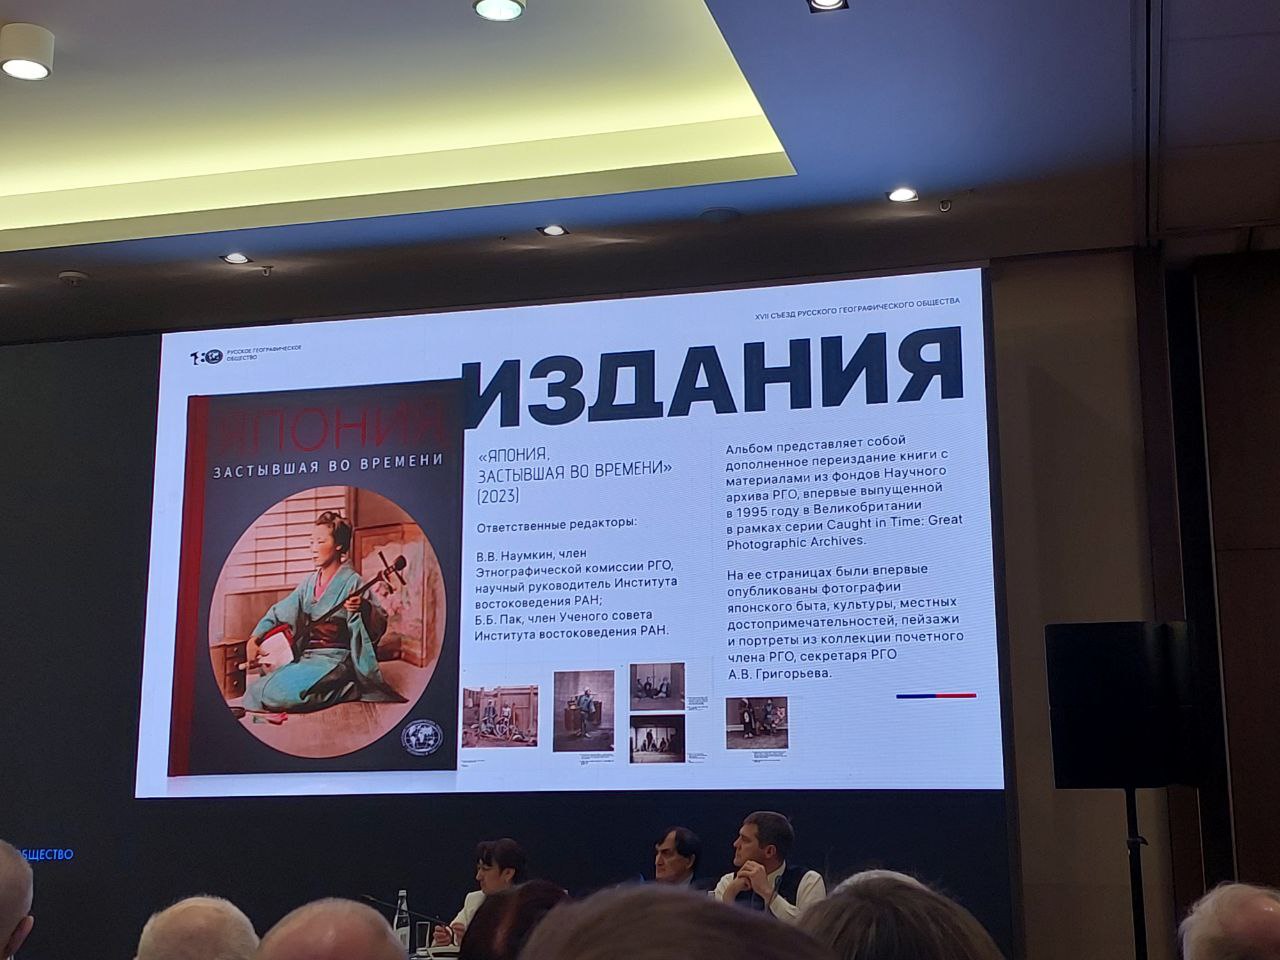 XVII СЪЕЗД РУССКОГО ГЕОГРАФИЧЕСКОГО ОБЩЕСТВА
РУССКОЕ ГЕОГРАФИЧЕСКОЕ
ОБЩЕСТВО
ИЗДАНИЯ
ЯПОНИЯ,
ЗАСТЫВШАЯ ВО ВРЕМЕНИ
«ЯПОНИЯ,
ЗАСТЫВШАЯ ВО ВРЕМЕНИ»
(2023)
Ответственные редакторы:
В.В. Наумкин, член
Этнографической комиссии РГО,
научный руководитель Института
востоковедения РАН;
Б.Б. Пак, член Ученого совета
Института востоковедения РАН.
Альбом представляет собой
дополненное переиздание книги с
материалами из фондов Научного
архива РГО, впервые выпущенной
в 1995 году в Великобритании
в рамках серии Caught in Time: Great
Photographic Archives.
На ее страницах были впервые
опубликованы фотографии
японского быта, культуры, местных
достопримечательностей, пейзажи
и портреты из коллекции почетного
члена РГО, секретаря РГО
А.В. Григорьева.
БЩЕСТВО